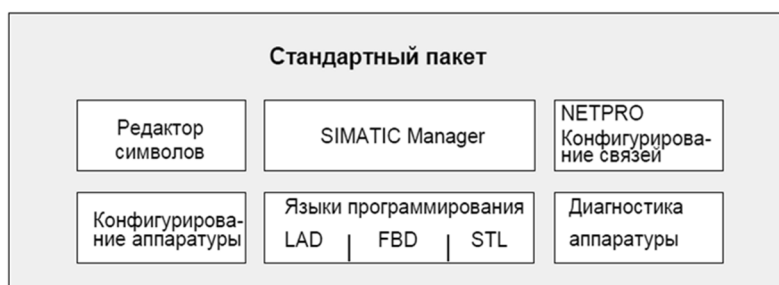 Стандартный пакет
Редактор
символов
SIMATIC Manager
NETPRO
Конфигурирова-
ние связей
Конфигурирова-
ние аппаратуры
Языки программирования
LAD | FBD | STL
Диагностика
аппаратуры